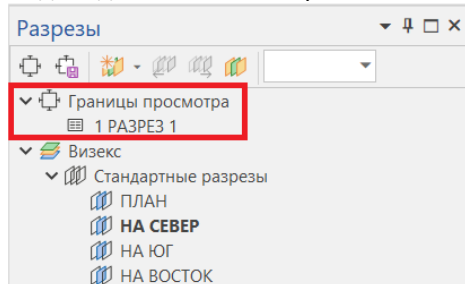 Разрезы
Границы просмотра
1 РАЗРЕЗ 1
Визекс
Стандартные разрезы
ПЛАН
НА СЕВЕР
НА ЮГ
НА ВОСТОК